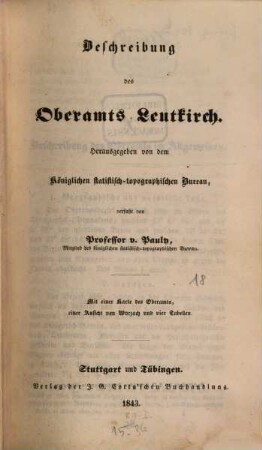 Beschreibung
des
Oberamts Leutkirch.
Herausgegeben von dem
Königlichen statistisch-topographischen Bureau,
verfaßt von
Professor v. Pauly,
Mitglied des königlichen statistisch-topographischen Bureau.
18
Mit einer Karte des Oberamts,
einer Ansicht von Wurzach und vier Tabellen.
Stuttgart und Tübingen.
Verlag der J. G. Cotta'schen Buchhandlung.
1843.